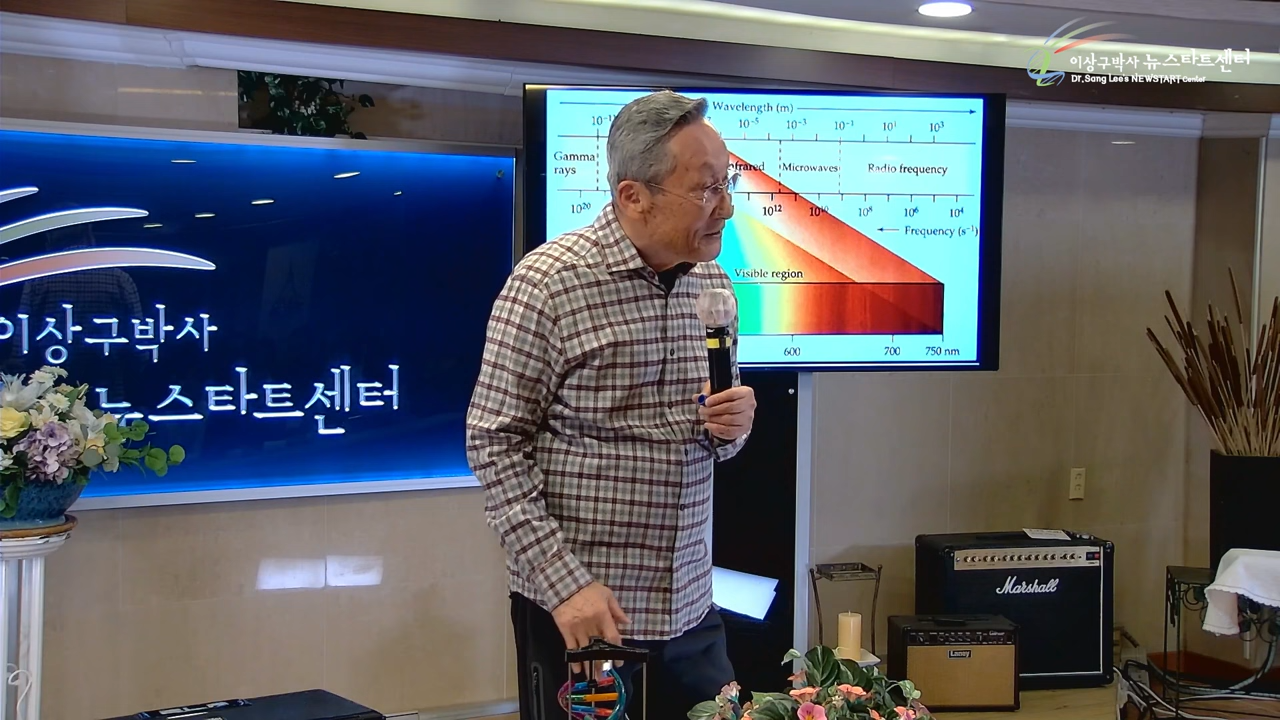 이상구박사 뉴스타트센터
Dr.Sang Lee's NEWSTART Center
Wavelength (m)
10⁻⁵ 10⁻³ 10⁻¹ 10¹ 10³
Gamma rays
Microwaves
Radio frequency
10²⁰ 10¹² 10¹⁰ 10⁸ 10⁶ 10⁴
Frequency (s⁻¹)
Visible region
600 700 750 nm
이상구박사
뉴스타트센터
Marshall
Laney